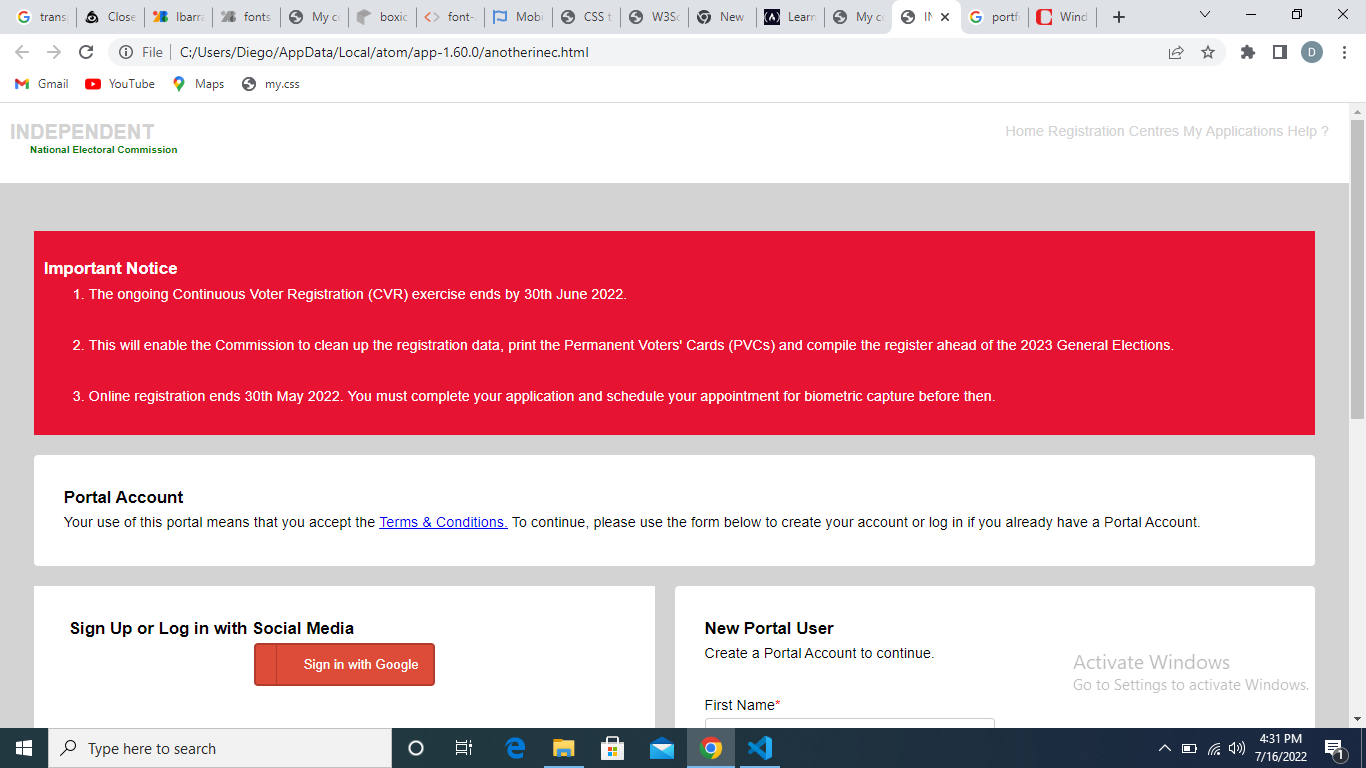 trans
Close
Ibarra
fonts
My c
boxic
font-
Mobi
CSS t
W3Sc
New
Learn
My c
IN
portf
Wind
File
C:/Users/Diego/AppData/Local/atom/app-1.60.0/anotherinec.html
D
Gmail
YouTube
Maps
my.css
INDEPENDENT
National Electoral Commission
Home Registration Centres My Applications Help ?
Important Notice
1. The ongoing Continuous Voter Registration (CVR) exercise ends by 30th June 2022.
2. This will enable the Commission to clean up the registration data, print the Permanent Voters' Cards (PVCs) and compile the register ahead of the 2023 General Elections.
3. Online registration ends 30th May 2022. You must complete your application and schedule your appointment for biometric capture before then.
Portal Account
Your use of this portal means that you accept the Terms & Conditions. To continue, please use the form below to create your account or log in if you already have a Portal Account.
Sign Up or Log in with Social Media
Sign in with Google
New Portal User
Create a Portal Account to continue.
First Name*
Activate Windows
Go to Settings to activate Windows.
Type here to search
4:31 PM
7/16/2022
1